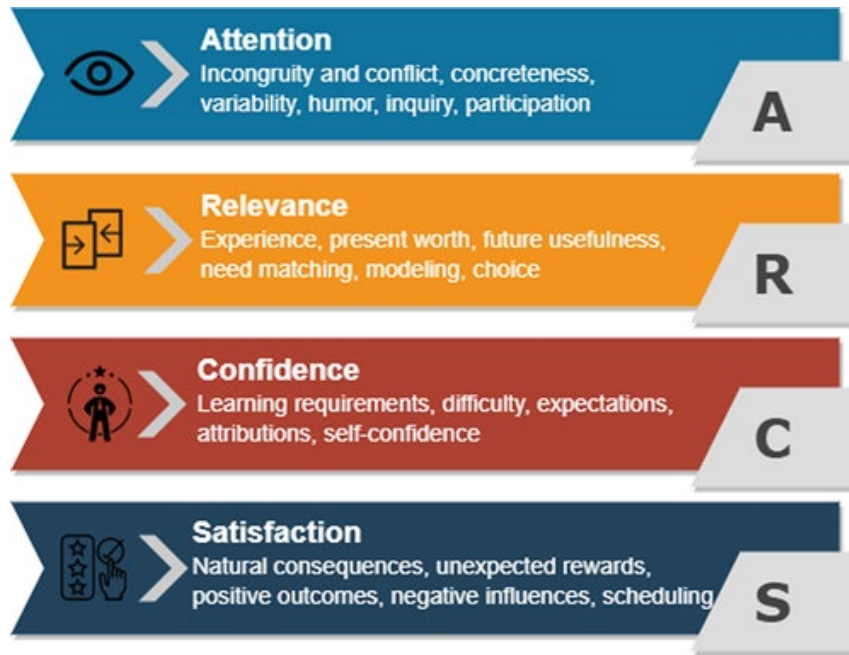 Attention
Incongruity and conflict, concreteness,
variability, humor, inquiry, participation
A
Relevance
Experience, present worth, future usefulness,
need matching, modeling, choice
R
Confidence
Learning requirements, difficulty, expectations,
attributions, self-confidence
C
Satisfaction
Natural consequences, unexpected rewards,
positive outcomes, negative influences, scheduling
S